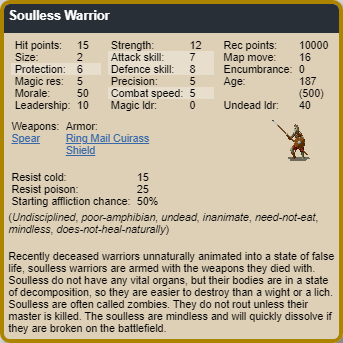 Soulless Warrior
Hit points: 15 Strength: 12 Rec points: 10000
Size: 2 Attack skill: 7 Map move: 16
Protection: 6 Defence skill: 8 Encumbrance: 0
Magic res: 5 Precision: 5 Age: 187
Morale: 50 Combat speed: 5 (500)
Leadership: 10 Magic ldr: 0 Undead ldr: 40
Weapons: Armor:
Spear Ring Mail Cuirass
Shield
Resist cold: 15
Resist poison: 25
Starting affliction chance: 50%
(Undisciplined, poor-amphibian, undead, inanimate, need-not-eat,
mindless, does-not-heal-naturally)
Recently deceased warriors unnaturally animated into a state of false
life, soulless warriors are armed with the weapons they died with.
Soulless do not have any vital organs, but their bodies are in a state
of decomposition, so they are easier to destroy than a wight or a lich.
Soulless are often called zombies. They do not rout unless their
master is killed. The soulless are mindless and will quickly dissolve if
they are broken on the battlefield.